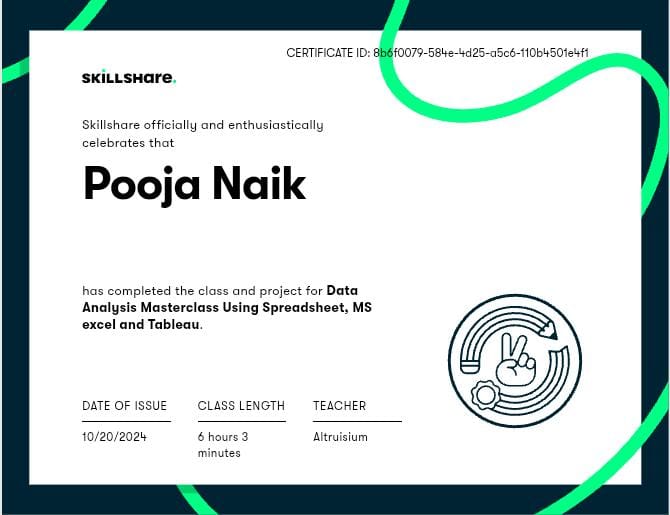 CERTIFICATE ID: 8b6f0079-584e-4d25-a5c6-110b4501e4f1
SKiLLSHare.
Skillshare officially and enthusiastically
celebrates that
Pooja Naik
has completed the class and project for Data
Analysis Masterclass Using Spreadsheet, MS
excel and Tableau.
DATE OF ISSUE CLASS LENGTH TEACHER
10/20/2024 6 hours 3 Altruisium
minutes